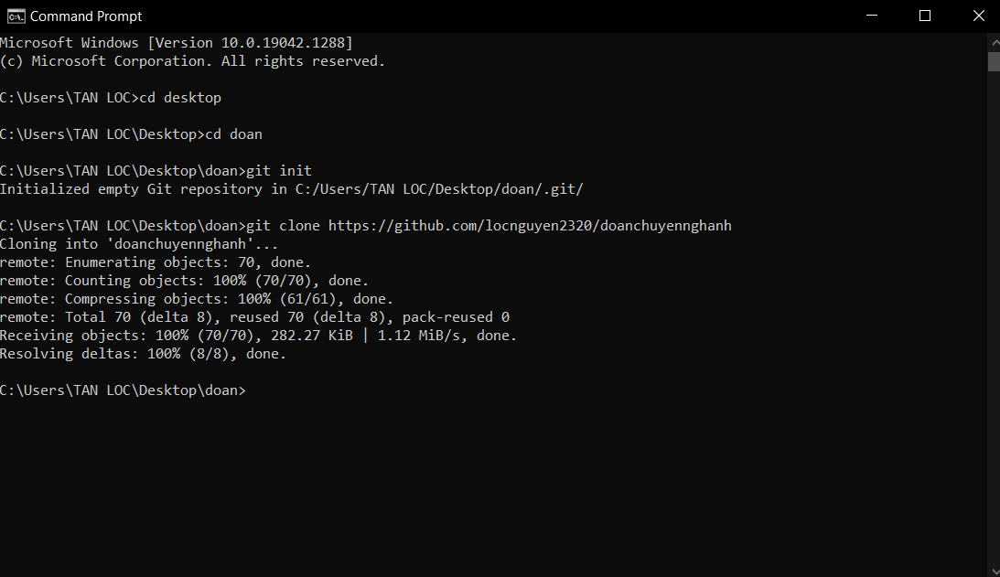 Command Prompt
Microsoft Windows [Version 10.0.19042.1288]
(c) Microsoft Corporation. All rights reserved.
C:\Users\TAN LOC>cd desktop
C:\Users\TAN LOC\Desktop>cd doan
C:\Users\TAN LOC\Desktop\doan>git init
Initialized empty Git repository in C:/Users/TAN LOC/Desktop/doan/.git/
C:\Users\TAN LOC\Desktop\doan>git clone https://github.com/locnguyen2320/doanchuyennghanh
Cloning into 'doanchuyennghanh'...
remote: Enumerating objects: 70, done.
remote: Counting objects: 100% (70/70), done.
remote: Compressing objects: 100% (61/61), done.
remote: Total 70 (delta 8), reused 70 (delta 8), pack-reused 0
Receiving objects: 100% (70/70), 282.27 KiB | 1.12 MiB/s, done.
Resolving deltas: 100% (8/8), done.
C:\Users\TAN LOC\Desktop\doan>